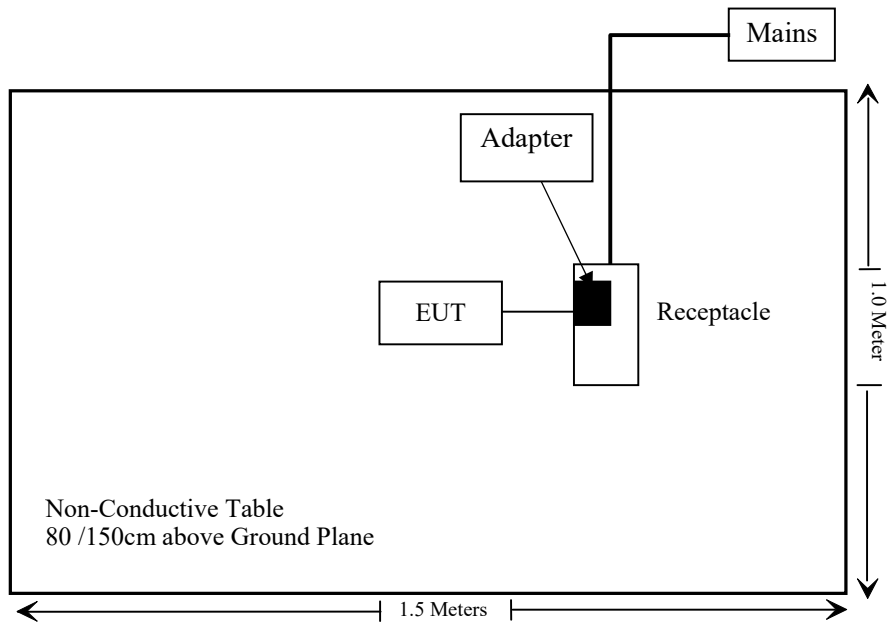 Mains
Adapter
EUT
Receptacle
1.0 Meter
Non-Conductive Table
80 /150cm above Ground Plane
1.5 Meters